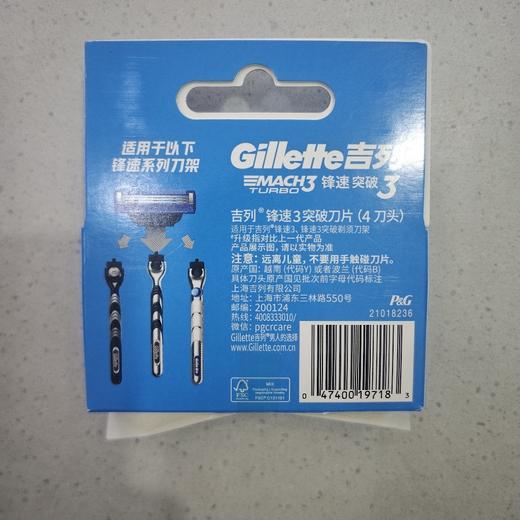 适用于以下
锋速系列刀架
Gillette吉列
MACH3
TURBO
锋速突破3
吉列®锋速3突破刀片(4刀头)
适用于吉列®锋速3、锋速3突破剃须刀架
*升级指对比上一代产品
产品展示图,请以实物为准
注意:远离儿童,不要用手触碰刀片。
原产国:越南(代码Y)或者波兰(代码B)
具体刀头原产国见批次前字母代码标注
上海吉列有限公司
地址:上海市浦东三林路550号
邮编:200124
热线:4008333010/
微信:pgcrcare
Gillette吉列®男人的选择
www.Gillette.com.cn
P&G
21018236
FSC
MIX
0 47400 19718 3